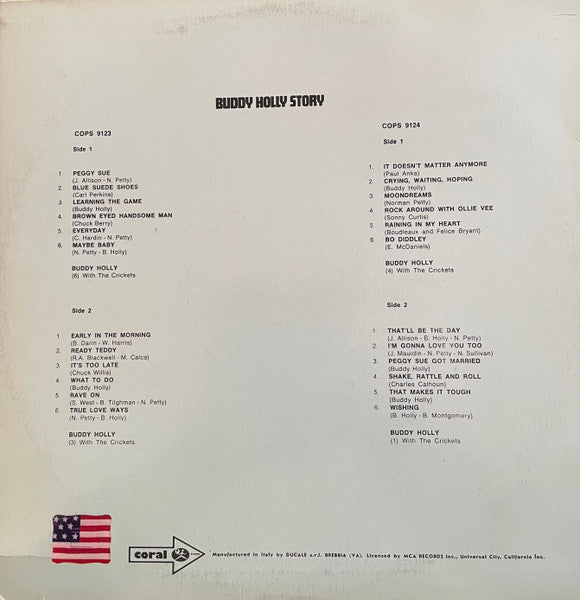 BUDDY HOLLY STORY
COPS 9123
Side 1
1. PEGGY SUE
(J. Allison - N. Petty)
2. BLUE SUEDE SHOES
(Carl Perkins)
3. LEARNING THE GAME
(Buddy Holly)
4. BROWN EYED HANDSOME MAN
(Chuck Berry)
5. EVERYDAY
(C. Hardin - N. Petty)
6. MAYBE BABY
(N. Petty - B. Holly)
BUDDY HOLLY
(6) With The Crickets
Side 2
1. EARLY IN THE MORNING
(B. Darin - W. Harris)
2. READY TEDDY
(R.A. Blackwell - M. Calca)
3. IT'S TOO LATE
(Chuck Willis)
4. WHAT TO DO
(Buddy Holly)
5. RAVE ON
(S. West - B. Tilghman - N. Petty)
6. TRUE LOVE WAYS
(N. Petty - B. Holly)
BUDDY HOLLY
(3) With The Crickets
COPS 9124
Side 1
1. IT DOESN'T MATTER ANYMORE
(Paul Anka)
2. CRYING, WAITING, HOPING
(Buddy Holly)
3. MOONDREAMS
(Norman Petty)
4. ROCK AROUND WITH OLLIE VEE
(Sonny Curtis)
5. RAINING IN MY HEART
(Boudleaux and Felice Bryant)
6. BO DIDDLEY
(E. McDaniels)
BUDDY HOLLY
(4) With The Crickets
Side 2
1. THAT'LL BE THE DAY
(J. Allison - B. Holly - N. Petty)
2. I'M GONNA LOVE YOU TOO
(J. Mauldin - N. Petty - N. Sullivan)
3. PEGGY SUE GOT MARRIED
(Buddy Holly)
4. SHAKE, RATTLE AND ROLL
(Charles Calhoun)
5. THAT MAKES IT TOUGH
(Buddy Holly)
6. WISHING
(B. Holly - B. Montgomery)
BUDDY HOLLY
(1) With The Crickets
coral
Manufactured in Italy by DUCALE s.r.l. BREBBIA (VA). Licensed by MCA RECORDS Inc., Universal City, California Inc.